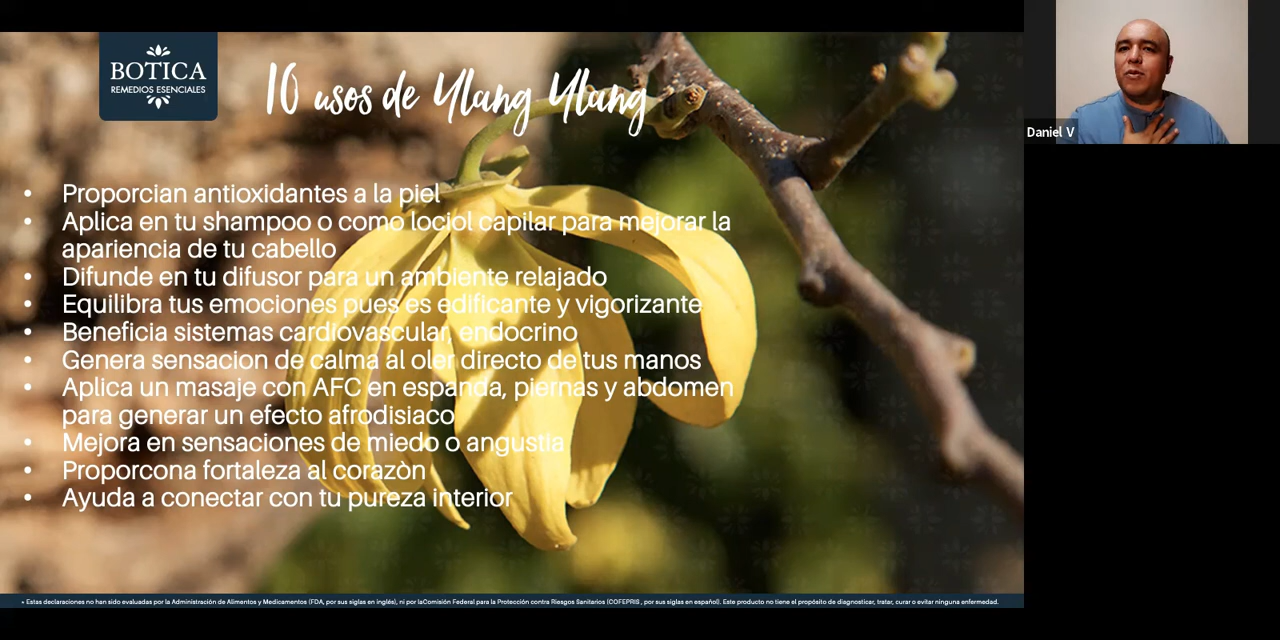 BOTICA
REMEDIOS ESENCIALES
10 usos de Ylang Ylang
• Proporcian antioxidantes a la piel
• Aplica en tu shampoo o como lociol capilar para mejorar la
apariencia de tu cabello
• Difunde en tu difusor para un ambiente relajado
• Equilibra tus emociones pues es edificante y vigorizante
• Beneficia sistemas cardiovascular, endocrino
• Genera sensacion de calma al oler directo de tus manos
• Aplica un masaje con AFC en espanda, piernas y abdomen
para generar un efecto afrodisiaco
• Mejora en sensaciones de miedo o angustia
• Proporcona fortaleza al corazòn
• Ayuda a conectar con tu pureza interior
* Estas declaraciones no han sido evaluadas por la Administración de Alimentos y Medicamentos (FDA, por sus siglas en inglés), ni por laComisión Federal para la Protección contra Riesgos Sanitarios (COFEPRIS , por sus siglas en español). Este producto no tiene el propósito de diagnosticar, tratar, curar o evitar ninguna enfermedad.
Daniel V